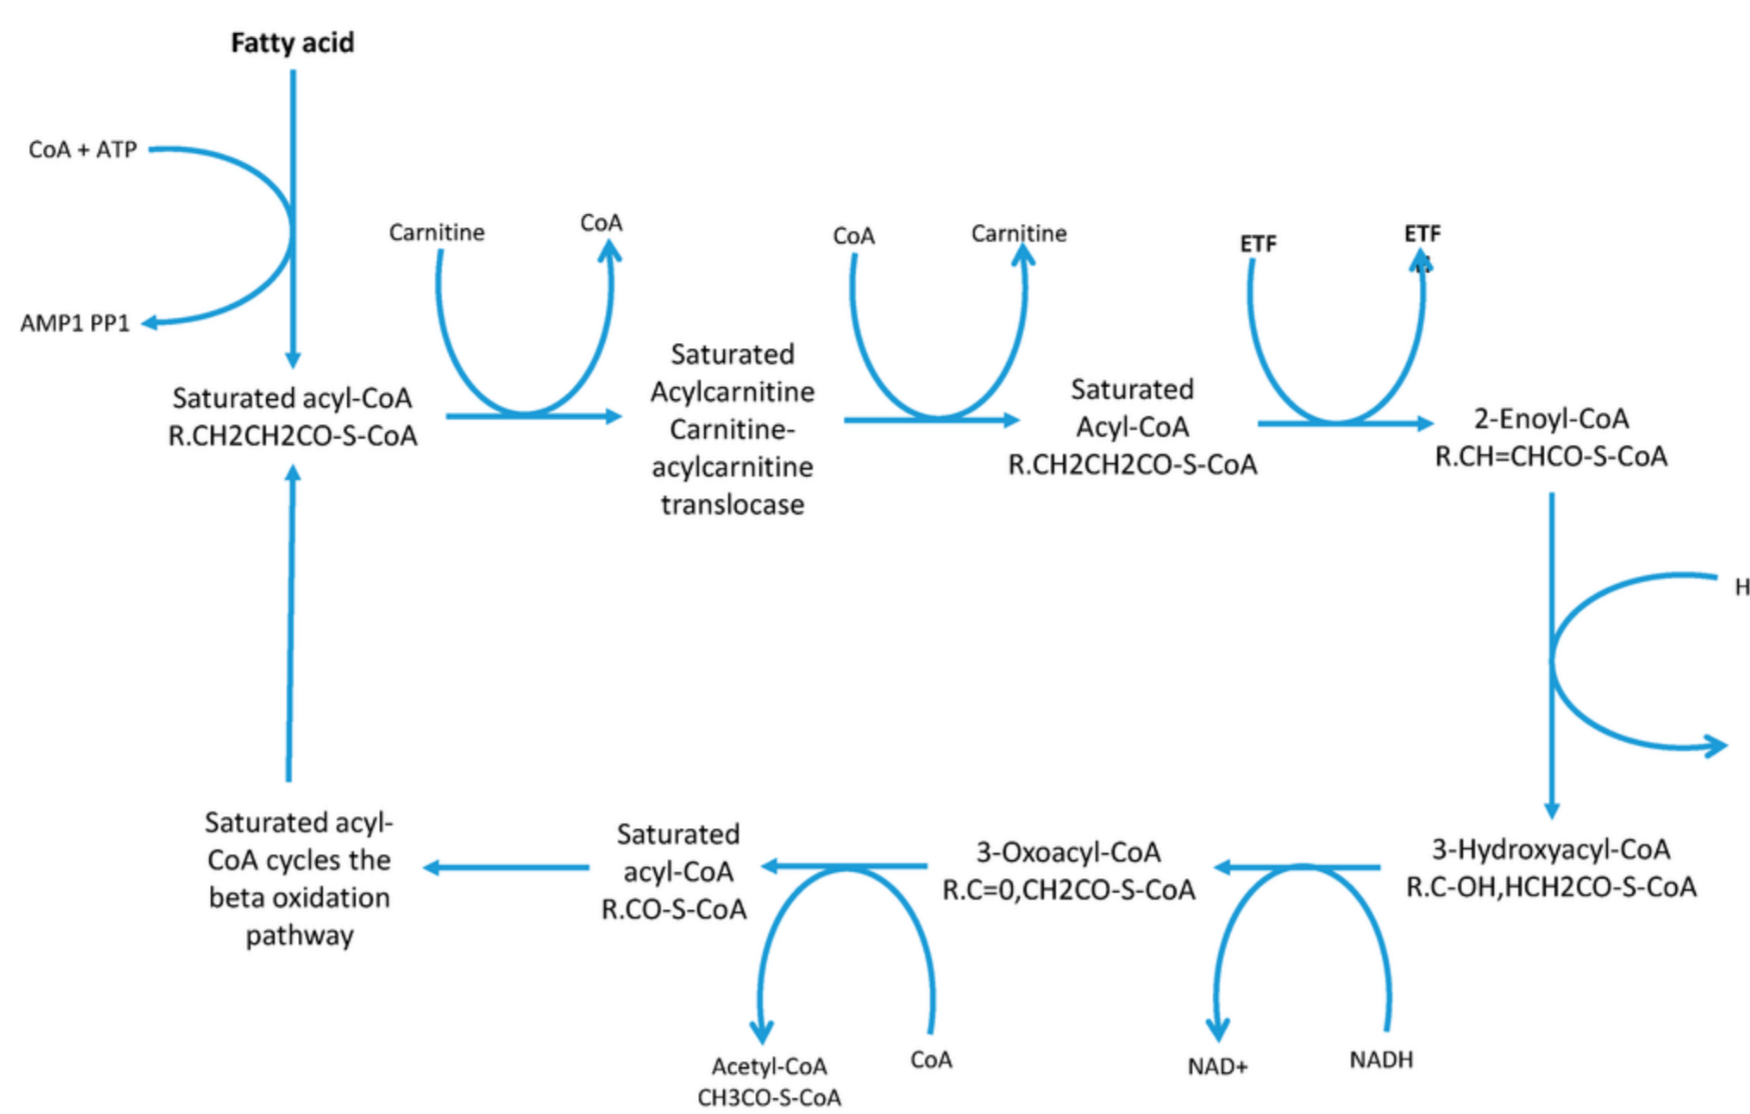 Fatty acid
CoA + ATP
AMP1 PP1
Saturated acyl-CoA
R.CH2CH2CO-S-CoA
Carnitine
CoA
Saturated
Acylcarnitine
Carnitine-
acylcarnitine
translocase
CoA
Carnitine
Saturated
Acyl-CoA
R.CH2CH2CO-S-CoA
ETF
ETF
2-Enoyl-CoA
R.CH=CHCO-S-CoA
H
3-Hydroxyacyl-CoA
R.C-OH,HCH2CO-S-CoA
NADH
NAD+
3-Oxoacyl-CoA
R.C=0,CH2CO-S-CoA
CoA
Acetyl-CoA
CH3CO-S-CoA
Saturated
acyl-CoA
R.CO-S-CoA
Saturated acyl-
CoA cycles the
beta oxidation
pathway